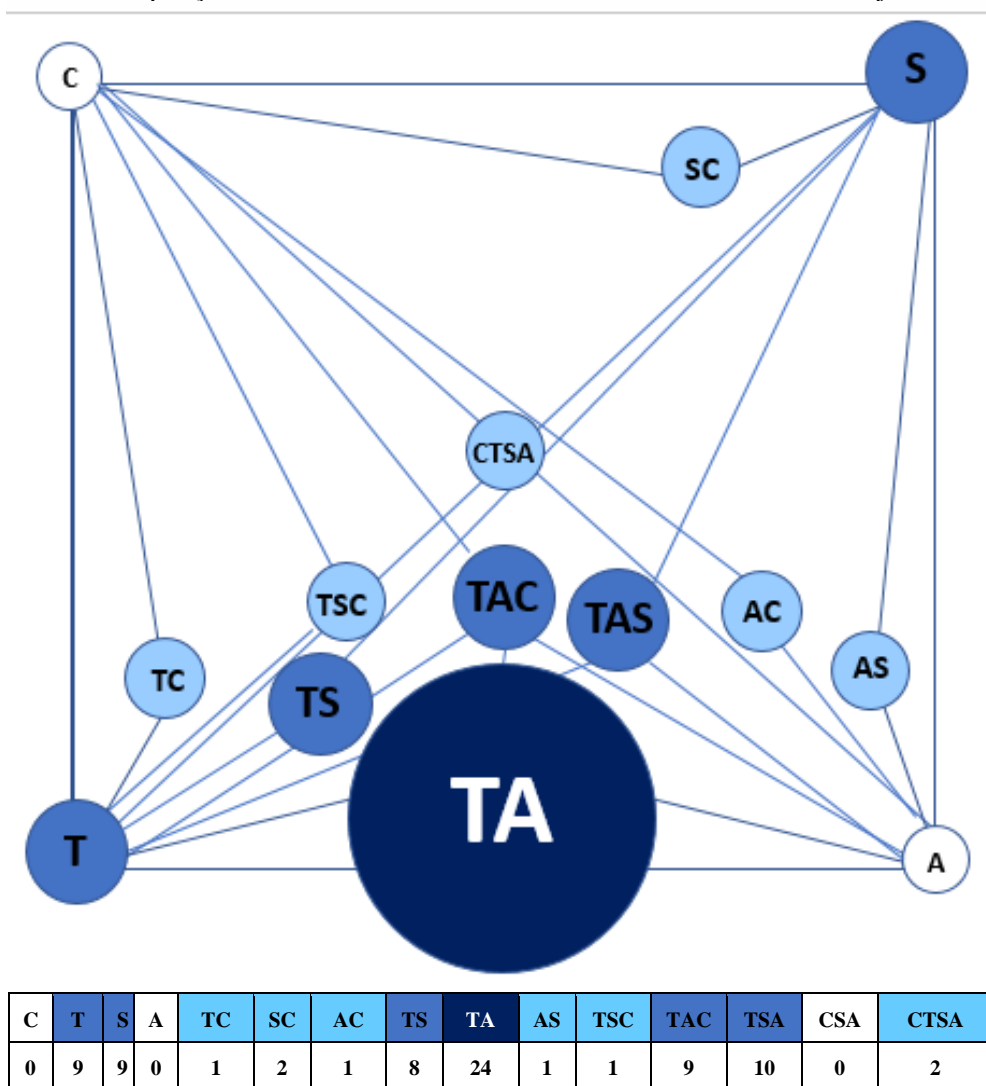 C
S
SC
CTSA
TSC
TAC
TAS
AC
TC
AS
TS
TA
T
A
C T S A TC SC AC TS TA AS TSC TAC TSA CSA CTSA
0 9 9 0 1 2 1 8 24 1 1 9 10 0 2